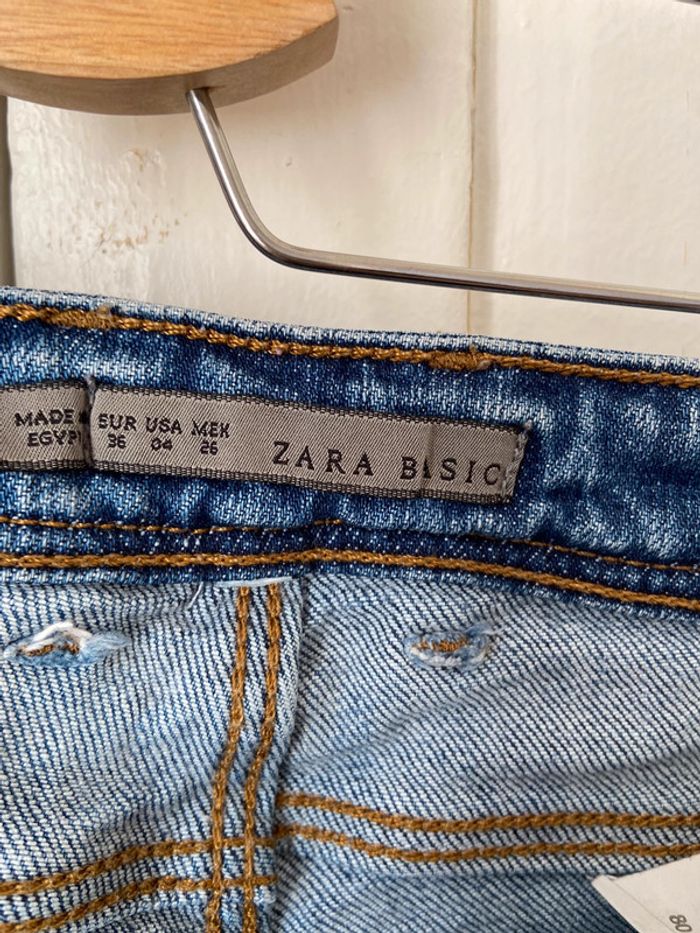 MADE
EGYP
EUR USA MEX
36 04 26
ZARA BASIC